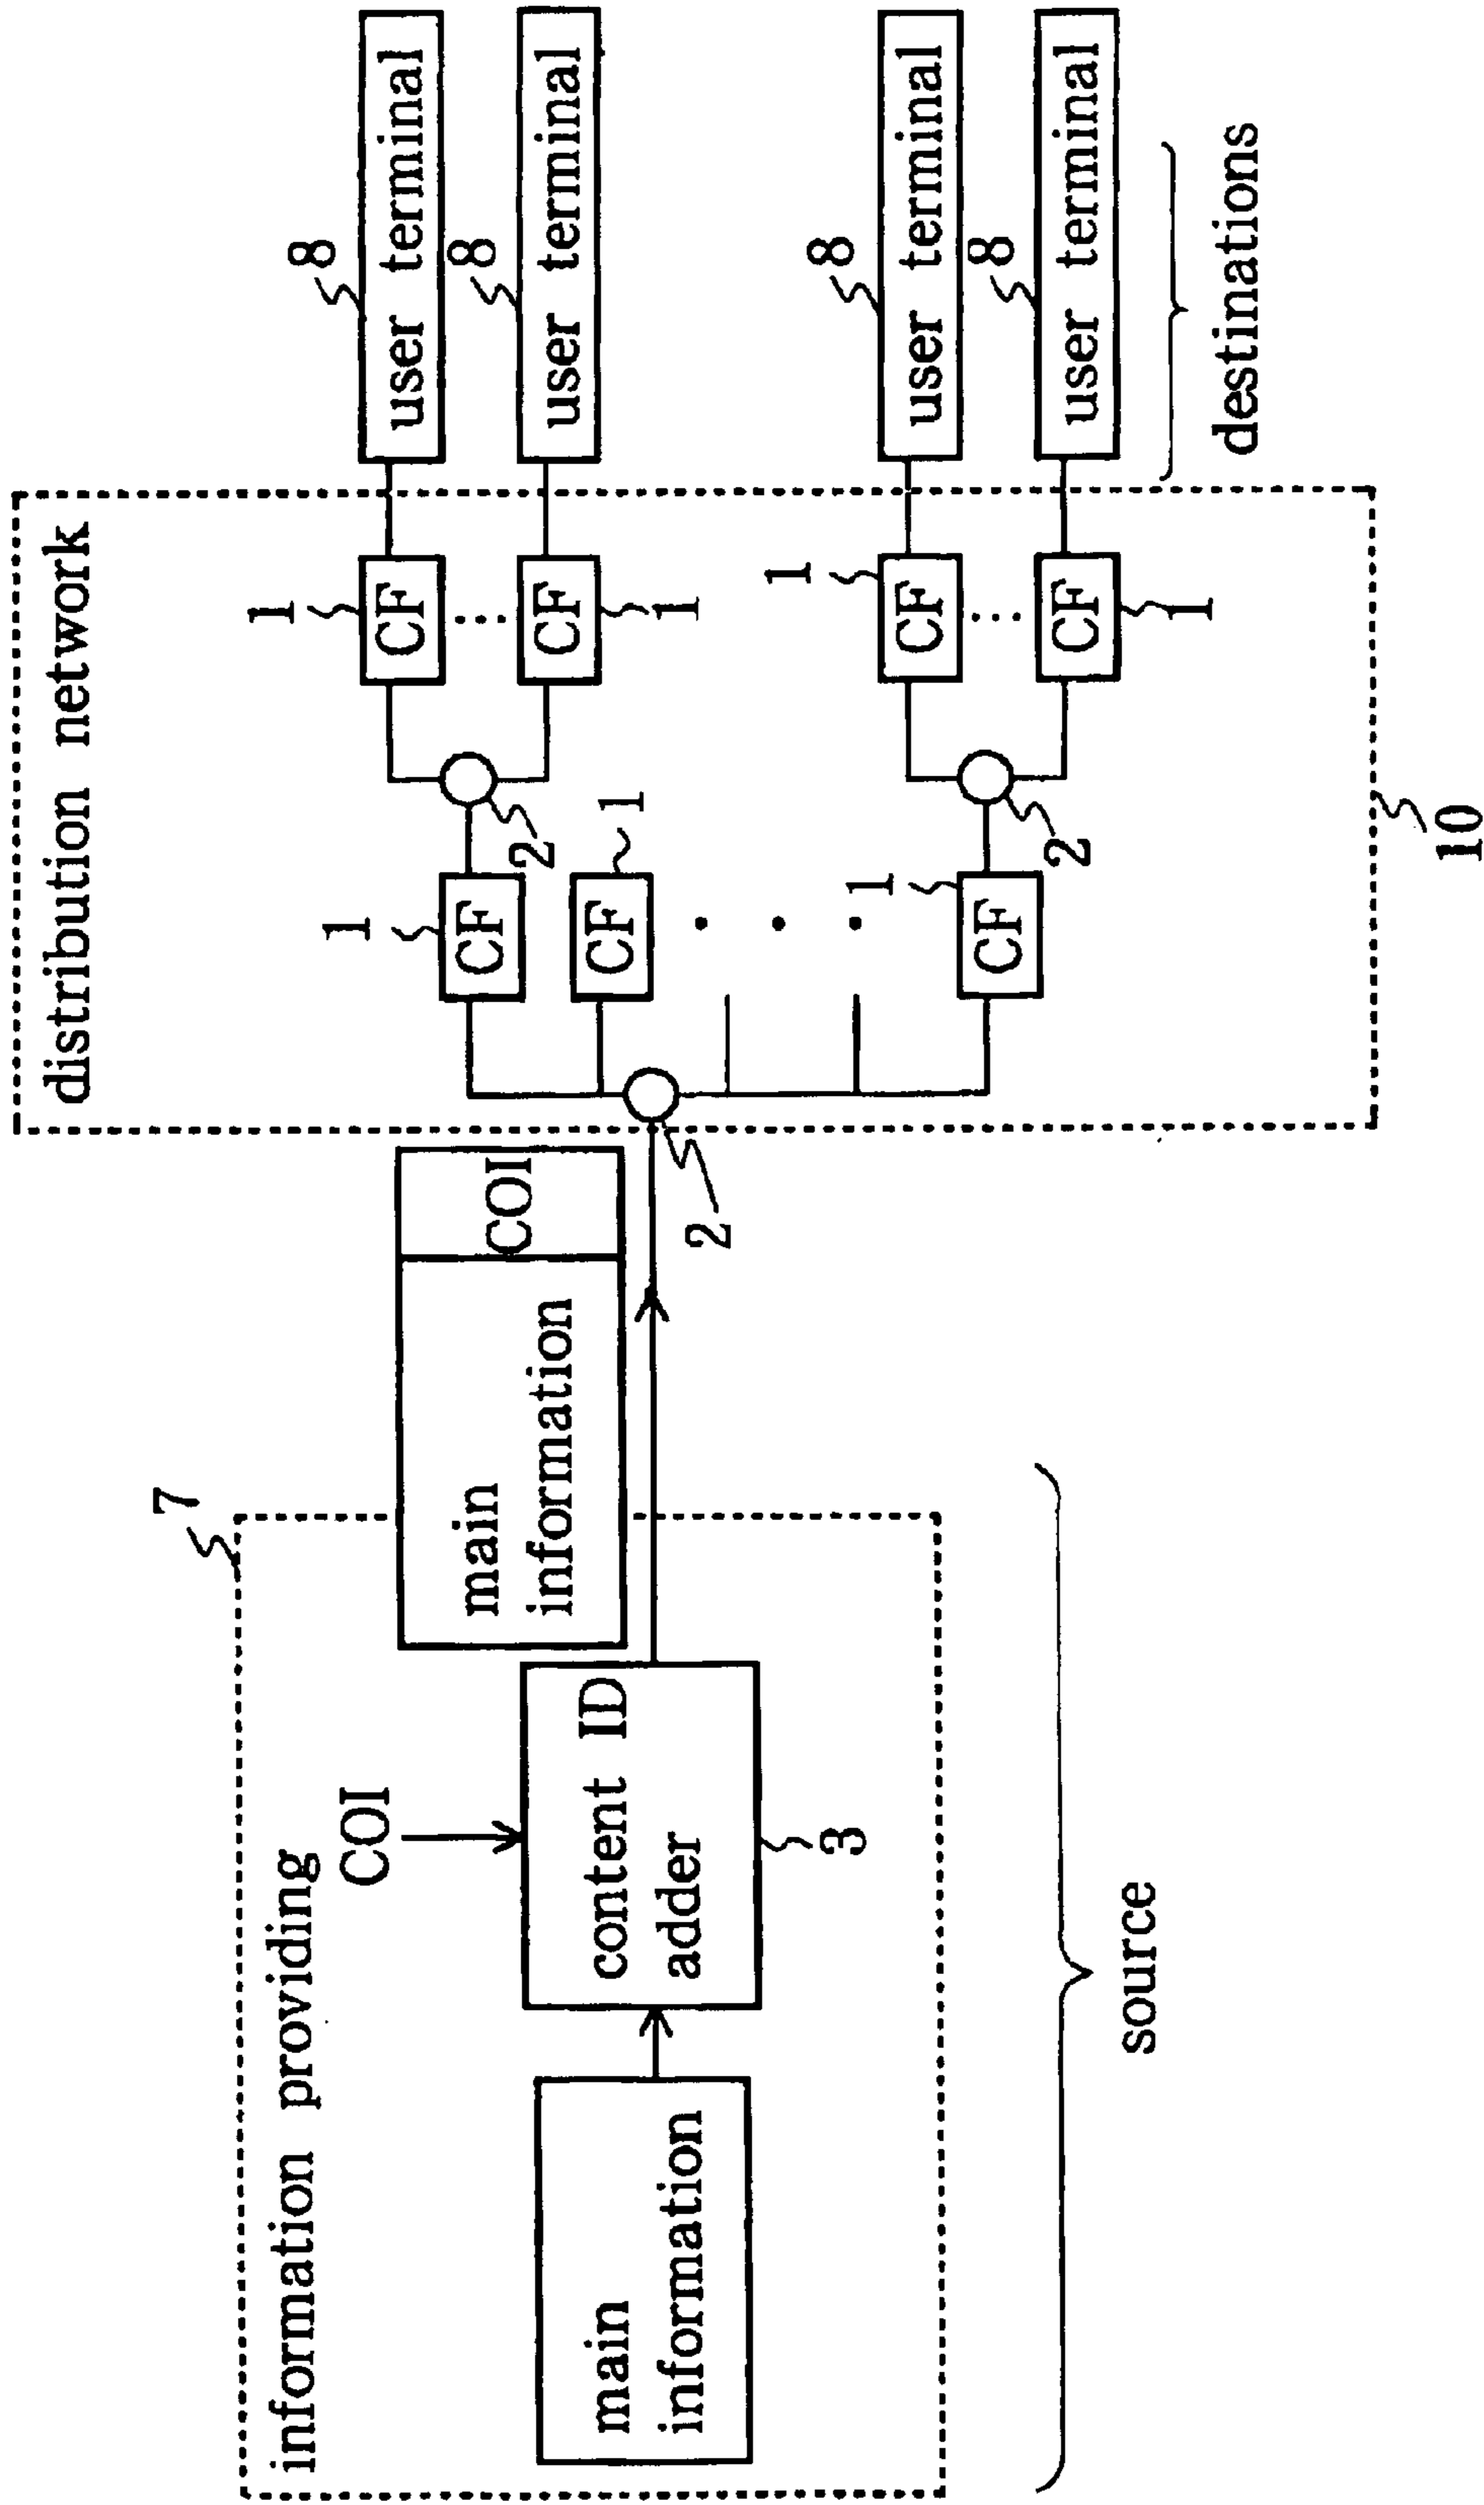 information providing
7
COI
main
information
content ID
adder
3
main
information
COI
source
distribution network
2
1
CF
2
CF
1
1
CF
2
1
CF
CF
1
1
CF
CF
1
10
8
user terminal
8
user terminal
8
user terminal
8
user terminal
destinations